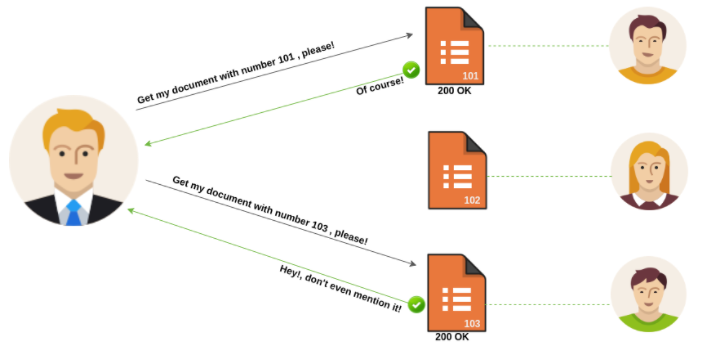 Get my document with number 101 , please!
101
Of course!
200 OK
102
Get my document with number 103 , please!
Hey!, don't even mention it!
103
200 OK